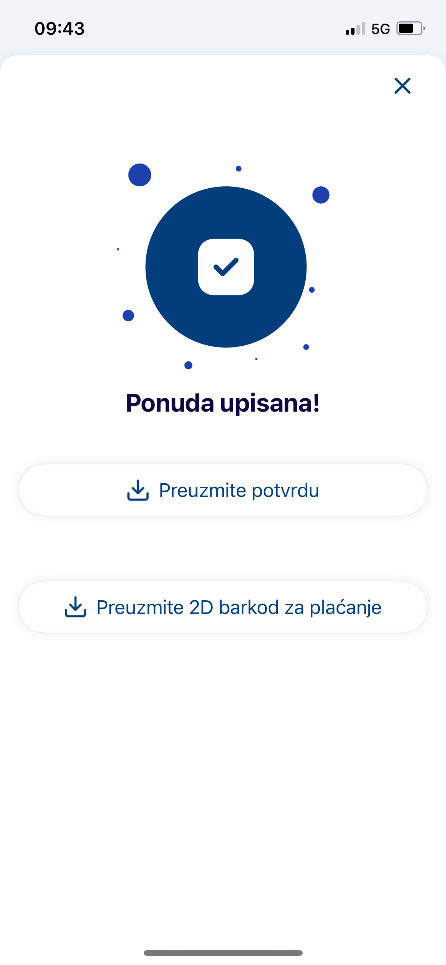 09:43
5G
Ponuda upisana!
Preuzmite potvrdu
Preuzmite 2D barkod za plaćanje